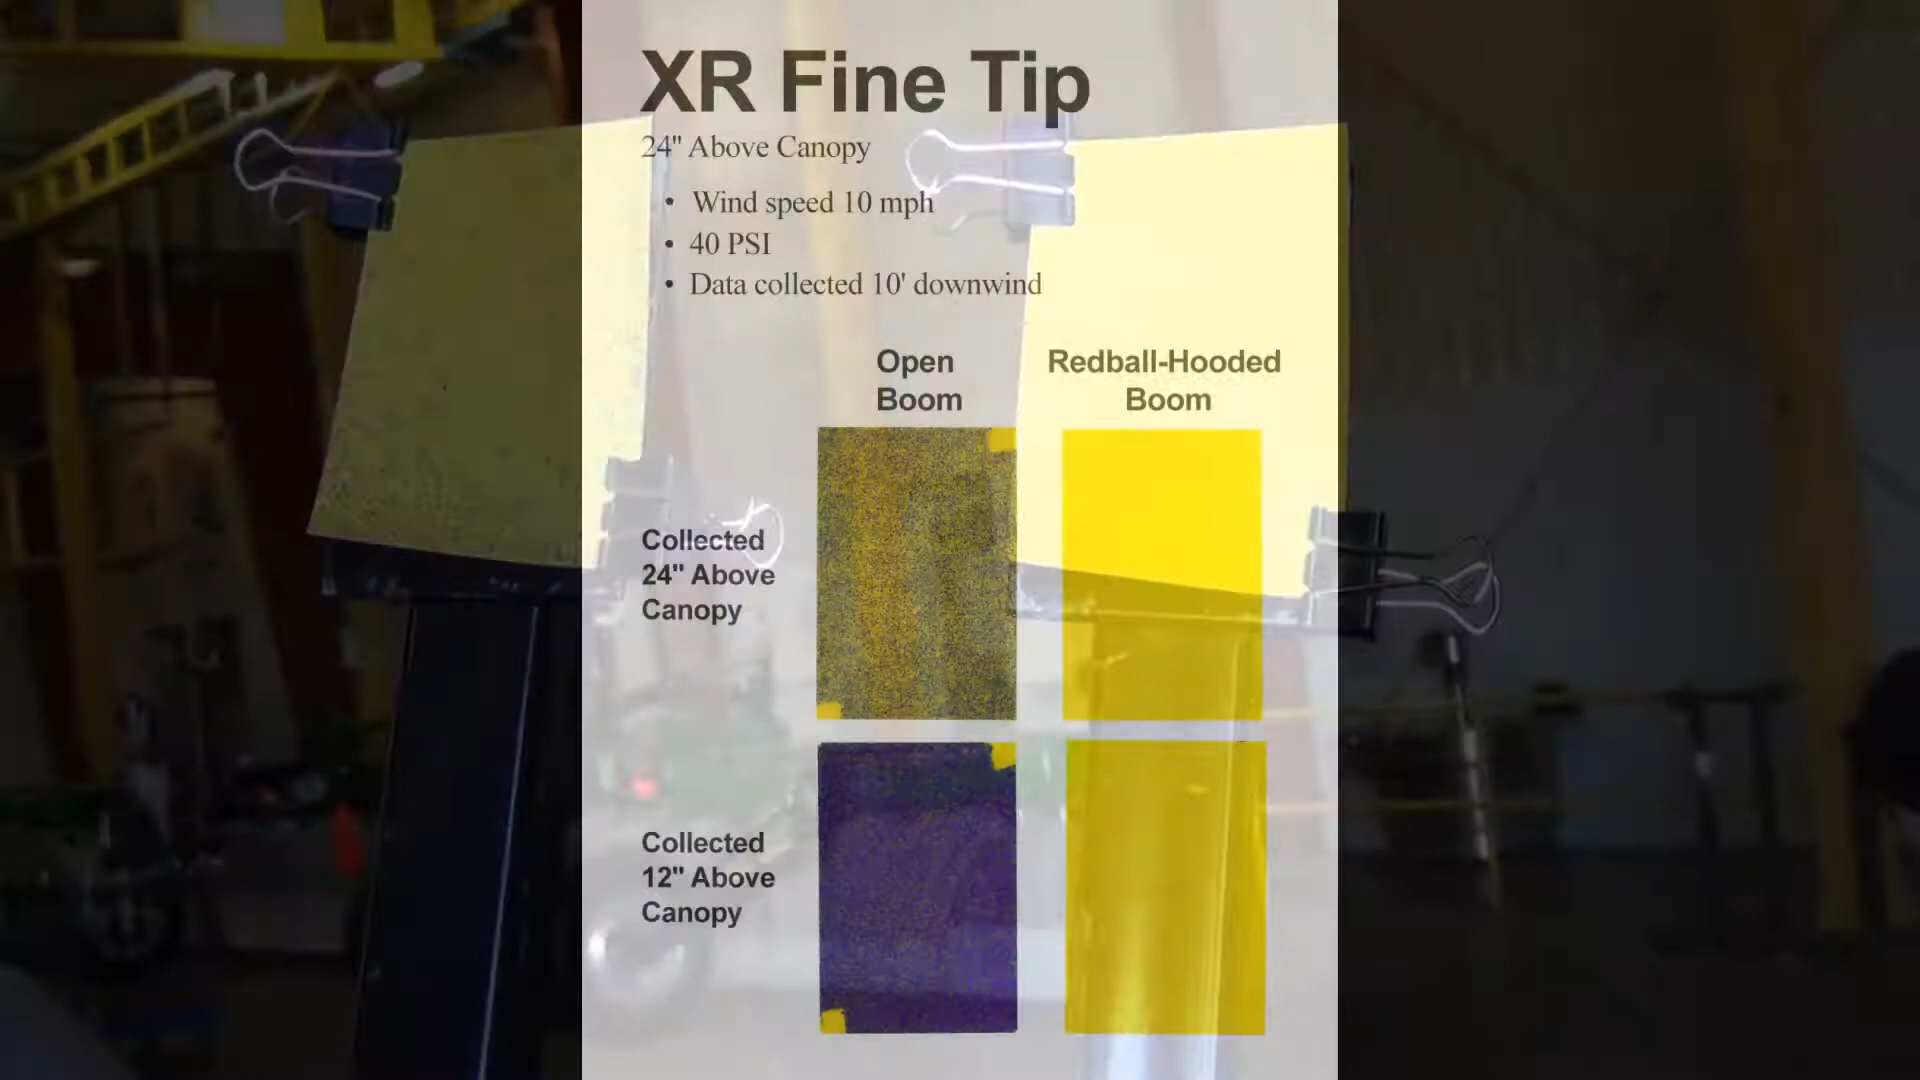 XR Fine Tip
24" Above Canopy
• Wind speed 10 mph
• 40 PSI
• Data collected 10' downwind
Open
Boom
Redball-Hooded
Boom
Collected
24" Above
Canopy
Collected
12" Above
Canopy